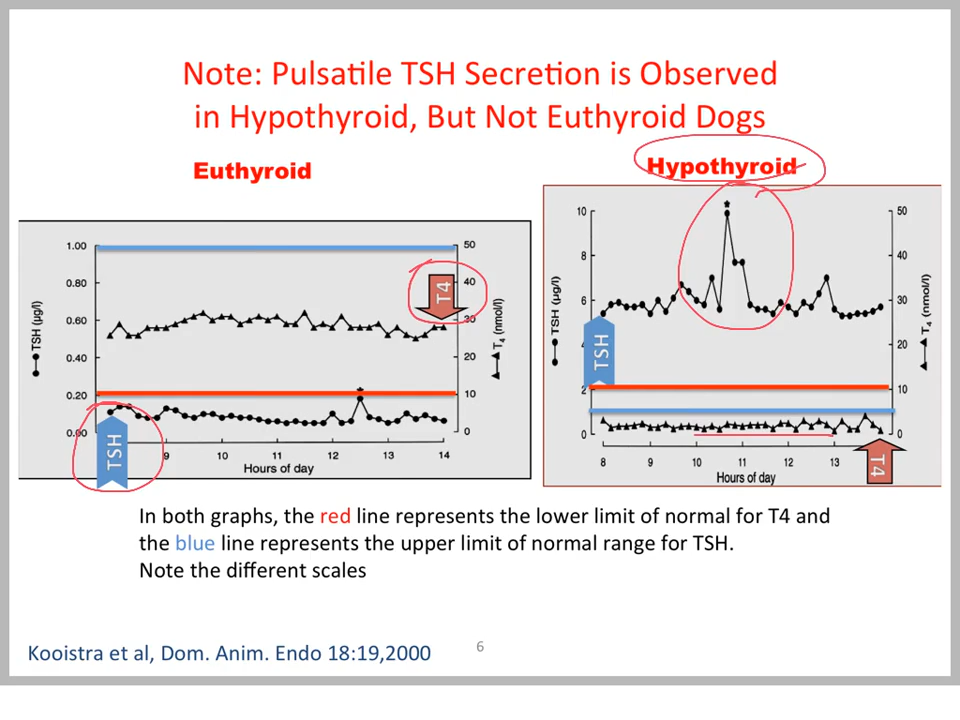 Note: Pulsatile TSH Secretion is Observed
in Hypothyroid, But Not Euthyroid Dogs
Euthyroid
Hypothyroid
1.00
0.80
0.60
0.40
0.20
0.00
TSH (µg/l)
50
40
30
20
10
0
T4 (nmol/l)
T4
TSH
9
10
11
12
13
14
Hours of day
10
8
6
4
2
0
TSH (µg/l)
50
40
30
20
10
0
T4 (nmol/l)
TSH
T4
8
9
10
11
12
13
Hours of day
In both graphs, the red line represents the lower limit of normal for T4 and
the blue line represents the upper limit of normal range for TSH.
Note the different scales
Kooistra et al, Dom. Anim. Endo 18:19,2000
6